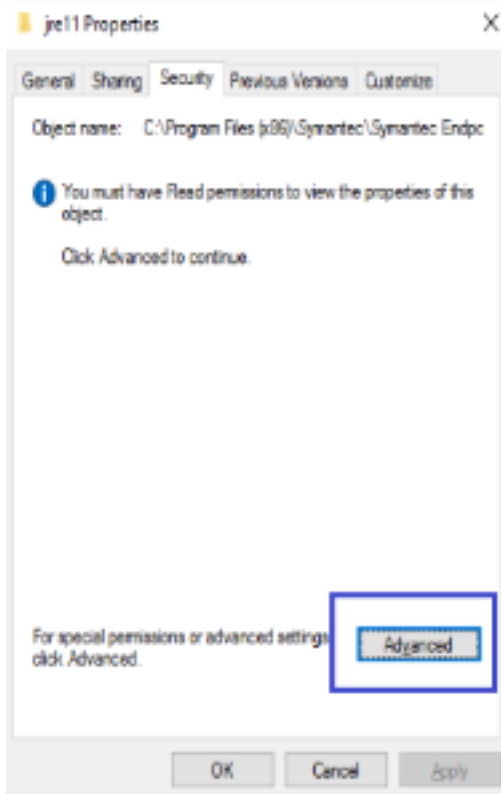 jre11 Properties
General Sharing Security Previous Versions Customize
Object name: C:\Program Files (x86)\Symantec\Symantec Endpc
You must have Read permissions to view the properties of this
object.
Click Advanced to continue.
For special permissions or advanced settings
click Advanced.
Advanced
OK Cancel Apply